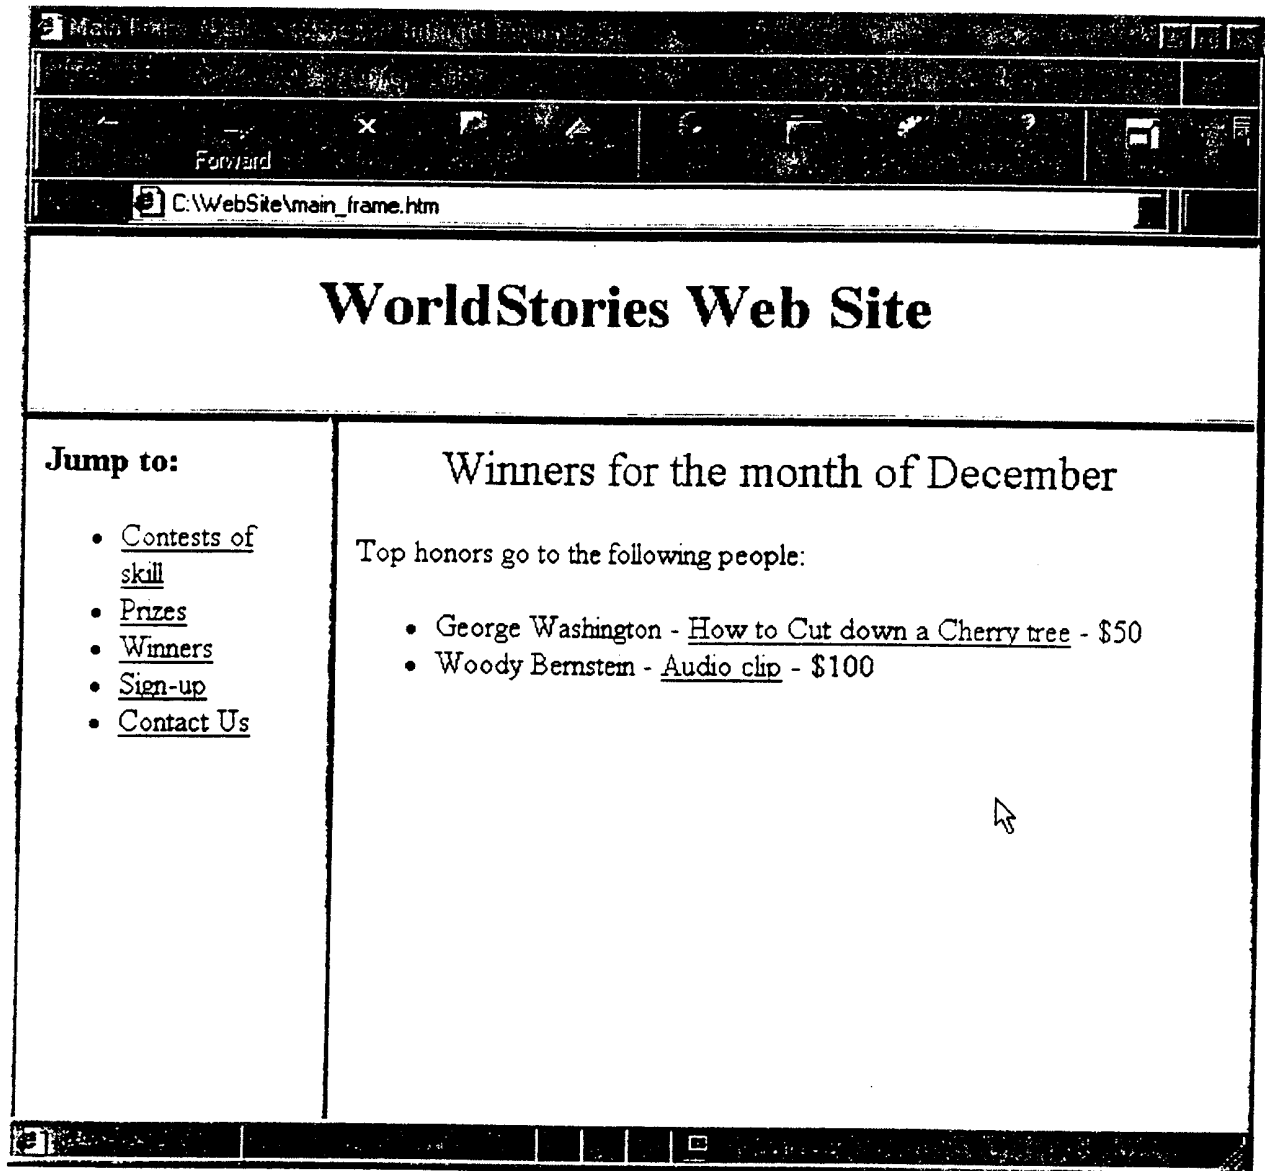 Forward
C:\WebSite\main_frame.htm
WorldStories Web Site
Jump to:
Contests of
skill
Prizes
Winners
Sign-up
Contact Us
Winners for the month of December
Top honors go to the following people:
George Washington - How to Cut down a Cherry tree - $50
Woody Bernstein - Audio clip - $100